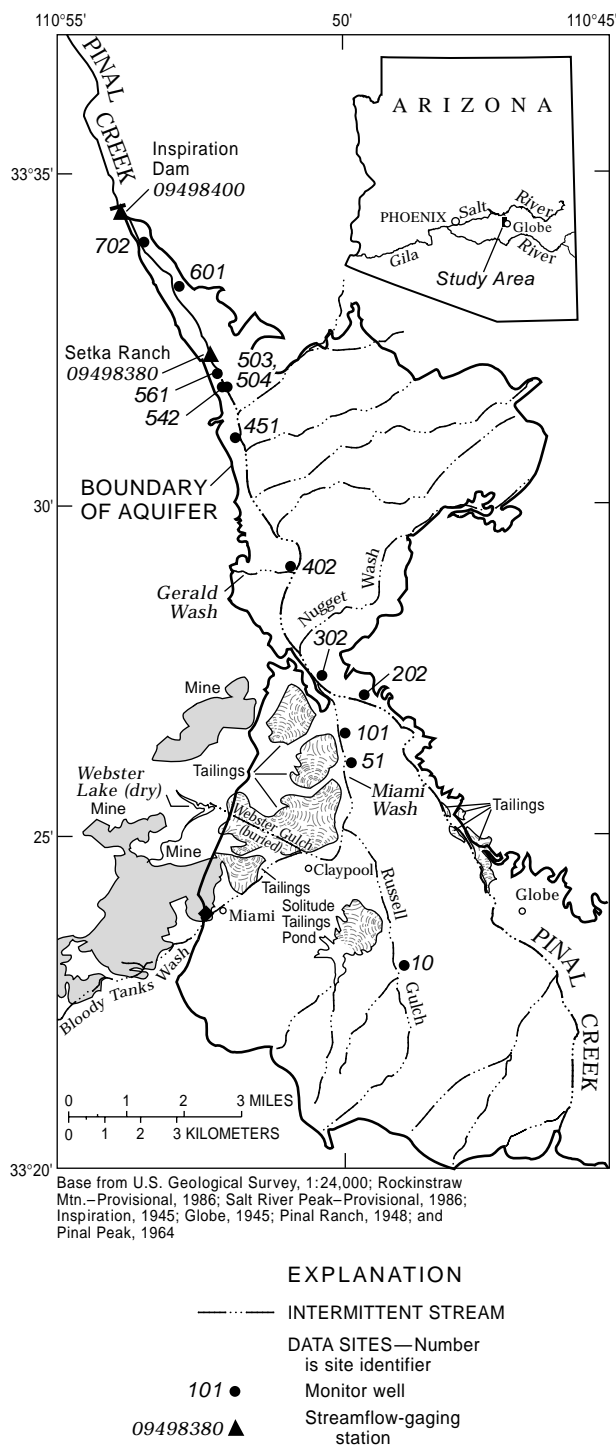 110°55'
50'
110°45'
PINAL
CREEK
ARIZONA
Inspiration
Dam
09498400
33°35'
PHOENIX
Salt
River
Globe
River
Gila
Study Area
702
601
Setka Ranch
09498380
503,
504
561
542
451
BOUNDARY
OF AQUIFER
30'
402
Gerald
Wash
Nugget
Wash
302
202
Mine
101
51
Tailings
Webster
Lake (dry)
Miami
Wash
Mine
Tailings
Webster Gulch
(buried)
25'
Mine
Claypool
Russell
Gulch
Globe
Tailings
Miami
Solitude
Tailings
Pond
PINAL
CREEK
Bloody Tanks Wash
10
0 1 2 3 MILES
0 1 2 3 KILOMETERS
33°20'
Base from U.S. Geological Survey, 1:24,000; Rockinstraw
Mtn.–Provisional, 1986; Salt River Peak–Provisional, 1986;
Inspiration, 1945; Globe, 1945; Pinal Ranch, 1948; and
Pinal Peak, 1964
EXPLANATION
INTERMITTENT STREAM
DATA SITES—Number
is site identifier
101 Monitor well
09498380 Streamflow-gaging
station